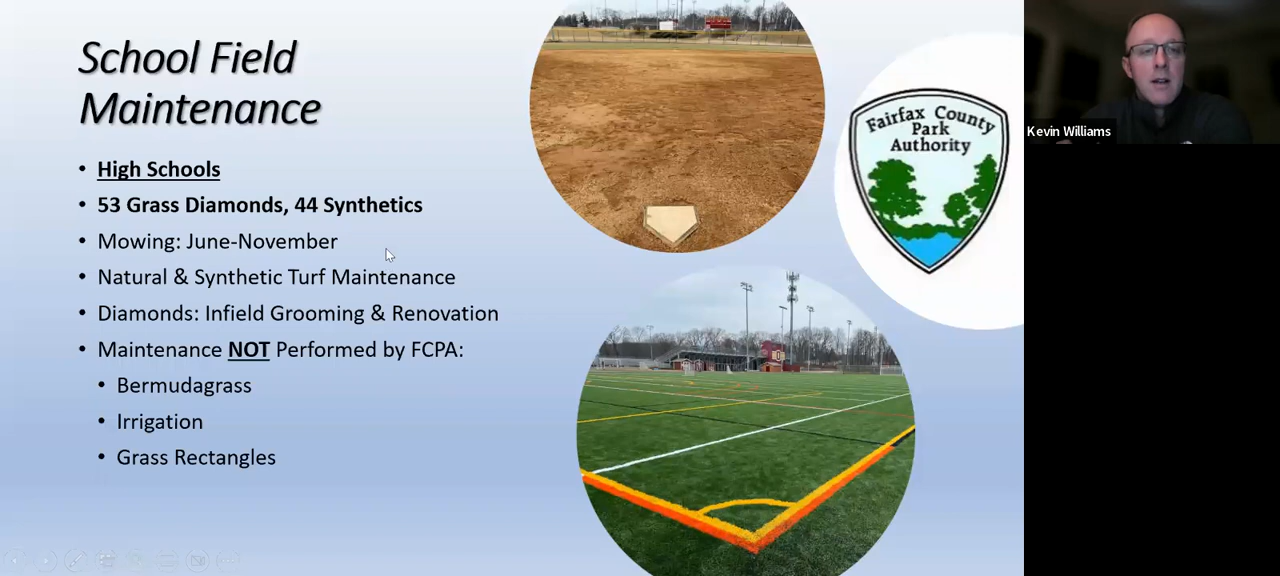 School Field
Maintenance
High Schools
53 Grass Diamonds, 44 Synthetics
Mowing: June-November
Natural & Synthetic Turf Maintenance
Diamonds: Infield Grooming & Renovation
Maintenance NOT Performed by FCPA:
Bermudagrass
Irrigation
Grass Rectangles
Fairfax County
Park
Authority
Kevin Williams